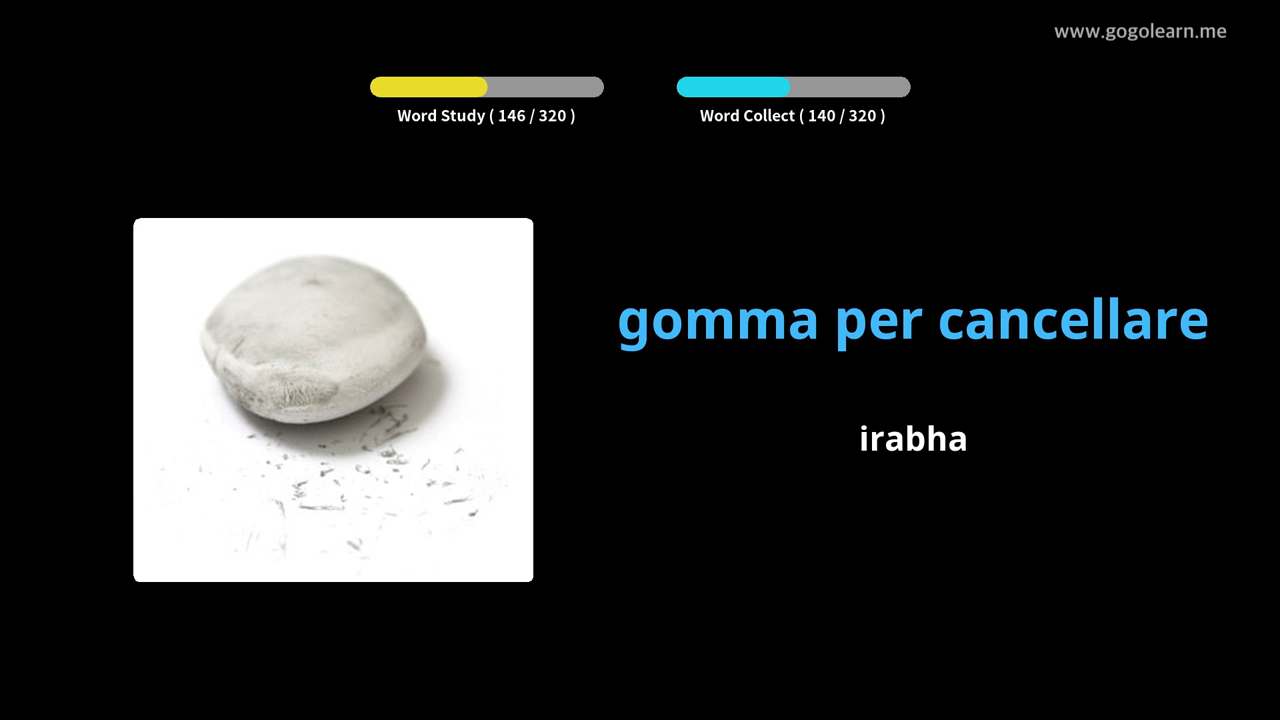 www.gogolearn.me
Word Study ( 146 / 320 )
Word Collect ( 140 / 320 )
gomma per cancellare
irabha